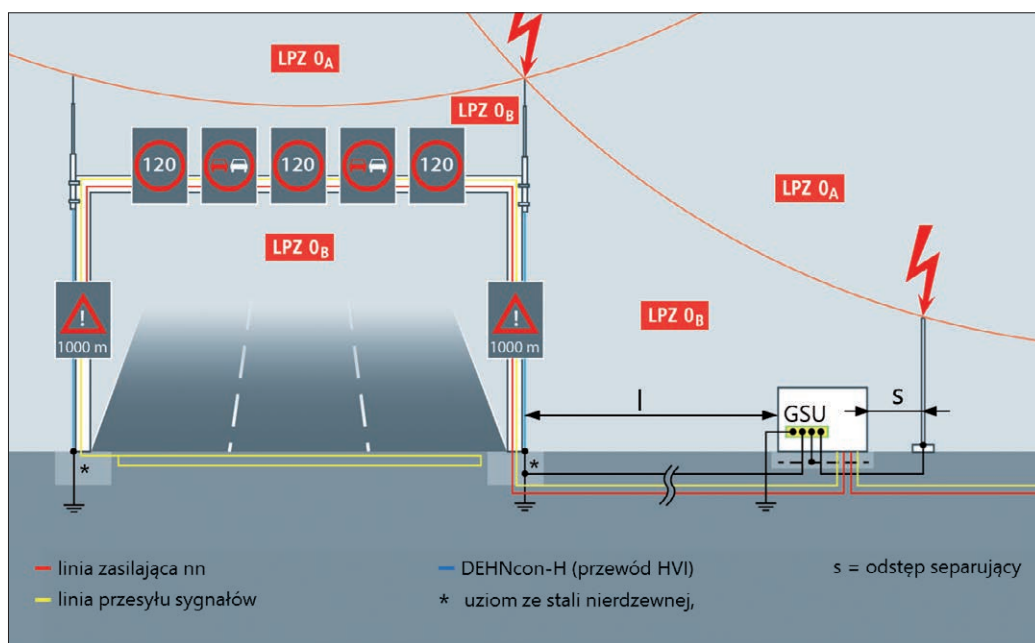 LPZ 0A
LPZ 0B
120
120
120
LPZ 0A
LPZ 0B
LPZ 0B
! 1000 m
! 1000 m
l
GSU
s
*
*
linia zasilająca nn
DEHNcon-H (przewód HVI)
s = odstęp separujący
linia przesyłu sygnałów
* uziom ze stali nierdzewnej,